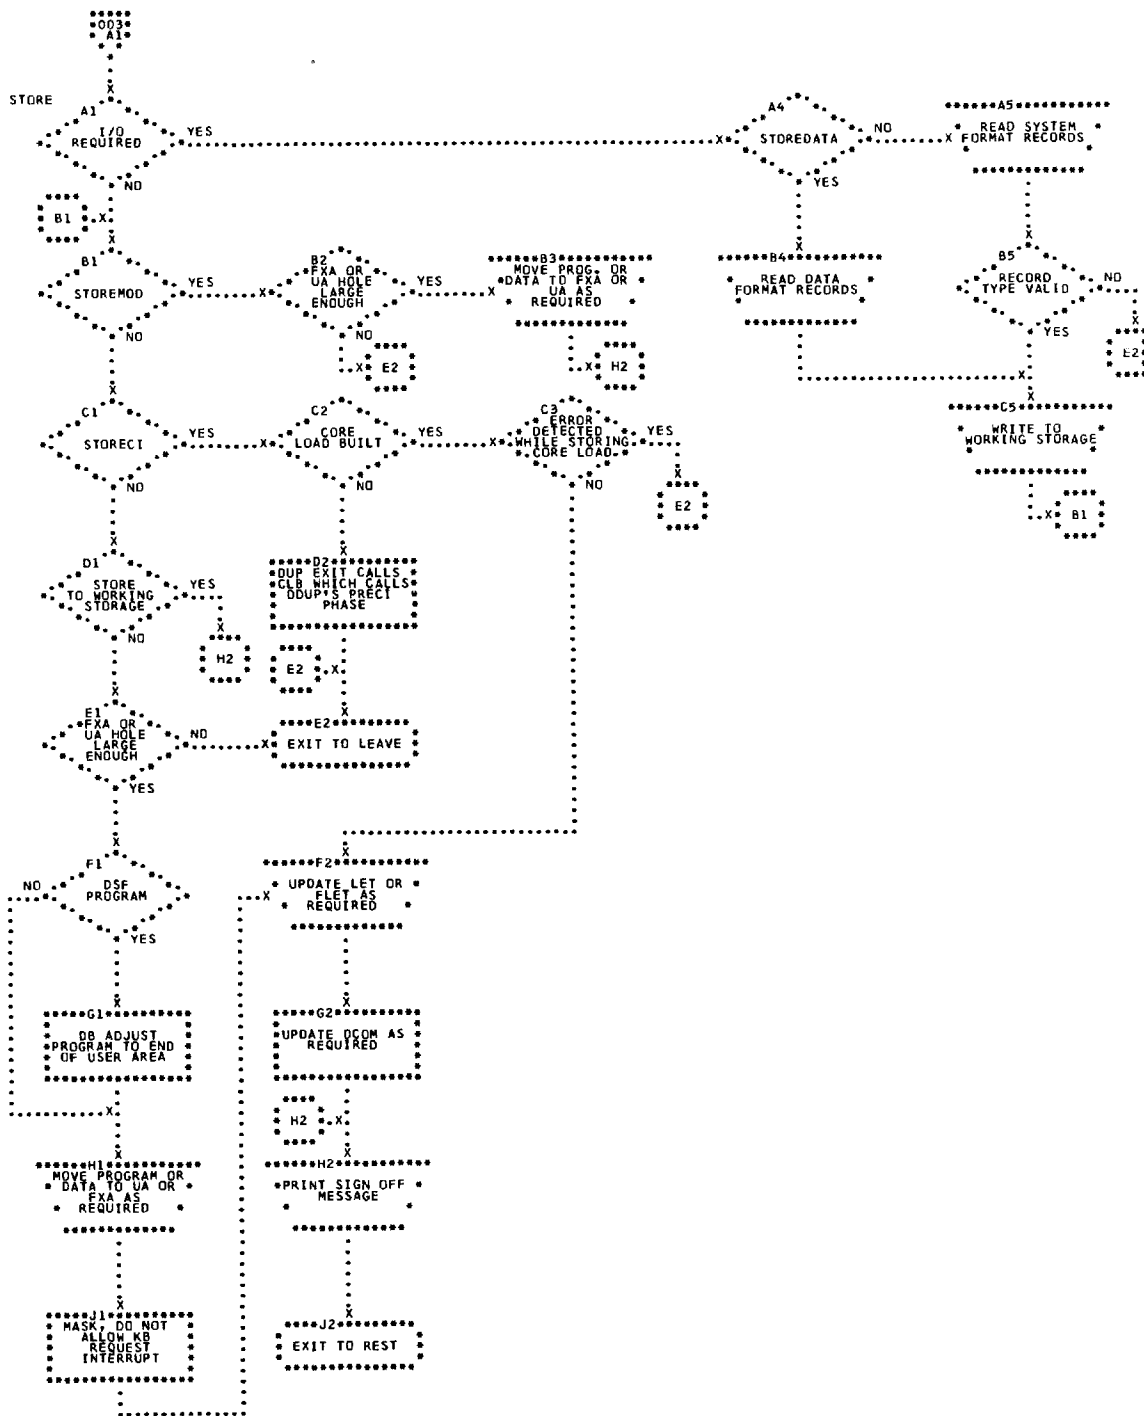 003
A1
STORE
A1
I/O
REQUIRED
YES
NO
A4
STOREDATA
NO
YES
A5
READ SYSTEM
FORMAT RECORDS
B1
B1
STOREMOD
YES
NO
B2
FXA OR
UA HOLE
LARGE
ENOUGH
YES
NO
E2
B3
MOVE PROG. OR
DATA TO FXA OR
UA AS
REQUIRED
H2
B4
READ DATA
FORMAT RECORDS
B5
RECORD
TYPE VALID
NO
YES
E2
C1
STORECI
YES
NO
C2
CORE
LOAD BUILT
YES
NO
C3
ERROR
DETECTED
WHILE STORING
CORE LOAD
YES
NO
E2
C5
WRITE TO
WORKING STORAGE
B1
D1
STORE
TO WORKING
STORAGE
YES
NO
H2
D2
DUP EXIT CALLS
CLB WHICH CALLS
DDUP'S PRECI
PHASE
E2
E1
FXA OR
UA HOLE
LARGE
ENOUGH
NO
YES
E2
EXIT TO LEAVE
F1
DSF
PROGRAM
NO
YES
F2
UPDATE LET OR
FLET AS
REQUIRED
G1
DB ADJUST
PROGRAM TO END
OF USER AREA
G2
UPDATE DCOM AS
REQUIRED
H2
H1
MOVE PROGRAM OR
DATA TO UA OR
FXA AS
REQUIRED
H2
PRINT SIGN OFF
MESSAGE
J1
MASK, DO NOT
ALLOW KB
REQUEST
INTERRUPT
J2
EXIT TO REST